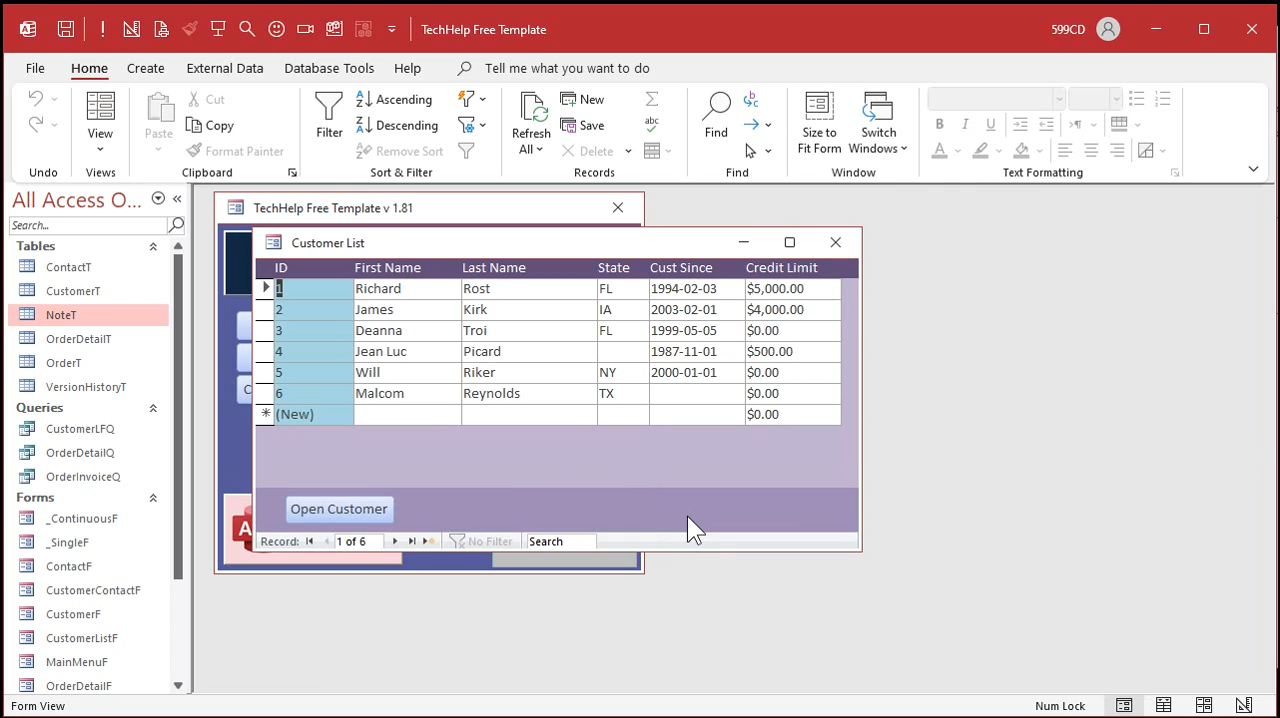 TechHelp Free Template
599CD
File Home Create External Data Database Tools Help Tell me what you want to do
Undo
View
Views
Paste
Cut
Copy
Format Painter
Clipboard
Filter
Ascending
Descending
Remove Sort
Sort & Filter
Refresh
All
New
Save
Delete
Records
Find
Find
Size to
Fit Form
Switch
Windows
Window
Text Formatting
All Access O...
Search...
Tables
ContactT
CustomerT
NoteT
OrderDetailT
OrderT
VersionHistoryT
Queries
CustomerLFQ
OrderDetailQ
OrderInvoiceQ
Forms
_ContinuousF
_SingleF
ContactF
CustomerContactF
CustomerF
CustomerListF
MainMenuF
OrderDetailF
TechHelp Free Template v 1.81
Customer List
ID First Name Last Name State Cust Since Credit Limit
1 Richard Rost FL 1994-02-03 $5,000.00
2 James Kirk IA 2003-02-01 $4,000.00
3 Deanna Troi FL 1999-05-05 $0.00
4 Jean Luc Picard 1987-11-01 $500.00
5 Will Riker NY 2000-01-01 $0.00
6 Malcom Reynolds TX $0.00
(New) $0.00
Open Customer
Record: 1 of 6 No Filter Search
Form View
Num Lock